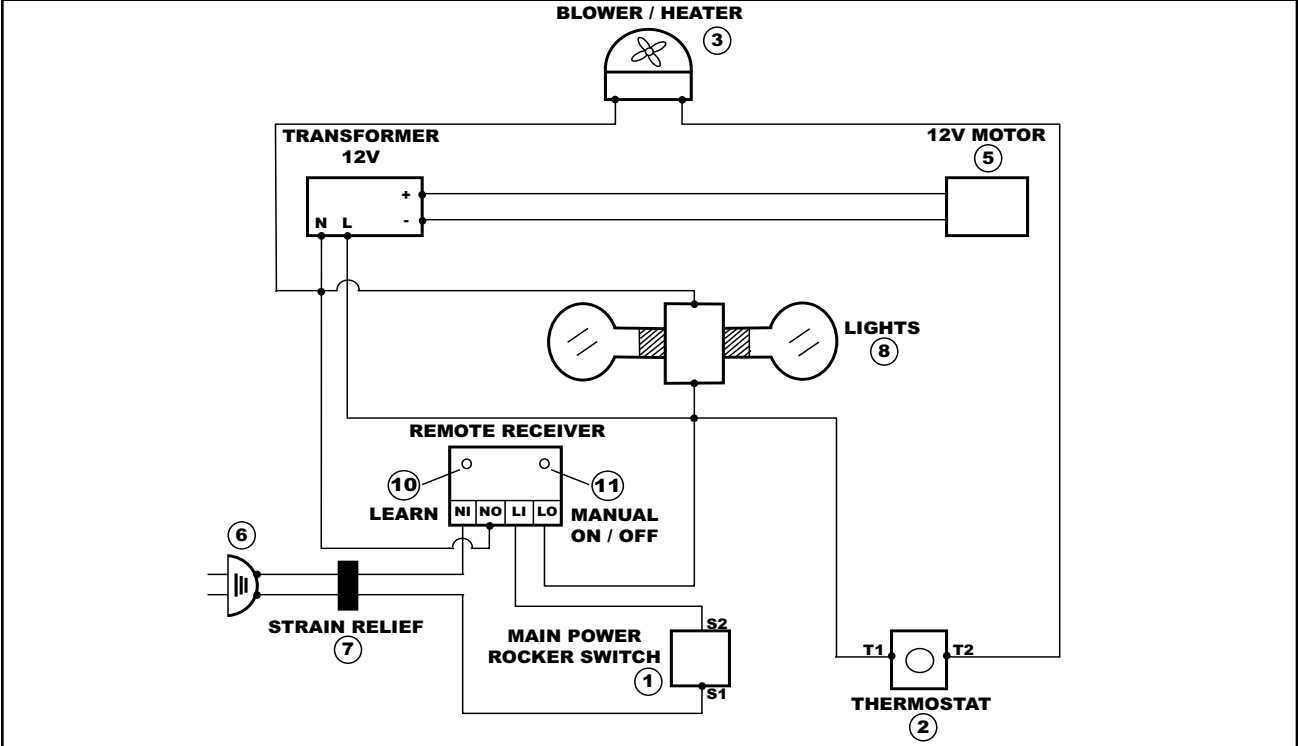 BLOWER / HEATER
3
TRANSFORMER
12V
12V MOTOR
5
+
-
N L
LIGHTS
8
REMOTE RECEIVER
10
11
LEARN
NI NO LI LO
MANUAL
ON / OFF
6
STRAIN RELIEF
7
MAIN POWER
ROCKER SWITCH
1
S2
S1
T1
T2
THERMOSTAT
2